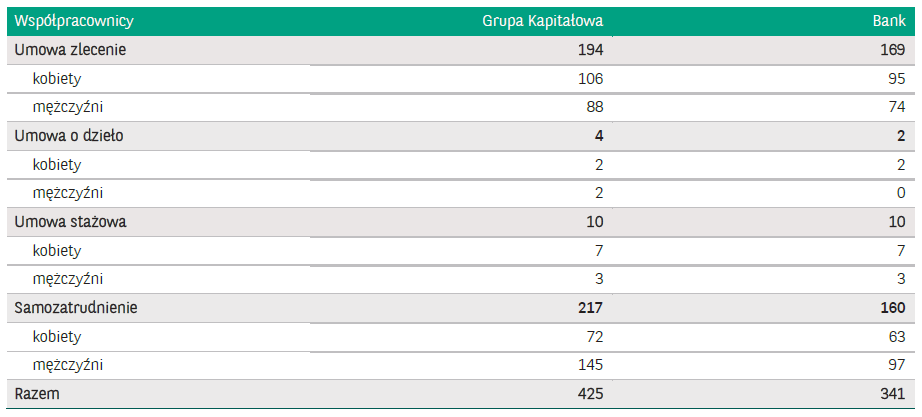 Współpracownicy Grupa Kapitałowa Bank
Umowa zlecenie 194 169
kobiety 106 95
mężczyźni 88 74
Umowa o dzieło 4 2
kobiety 2 2
mężczyźni 2 0
Umowa stażowa 10 10
kobiety 7 7
mężczyźni 3 3
Samozatrudnienie 217 160
kobiety 72 63
mężczyźni 145 97
Razem 425 341